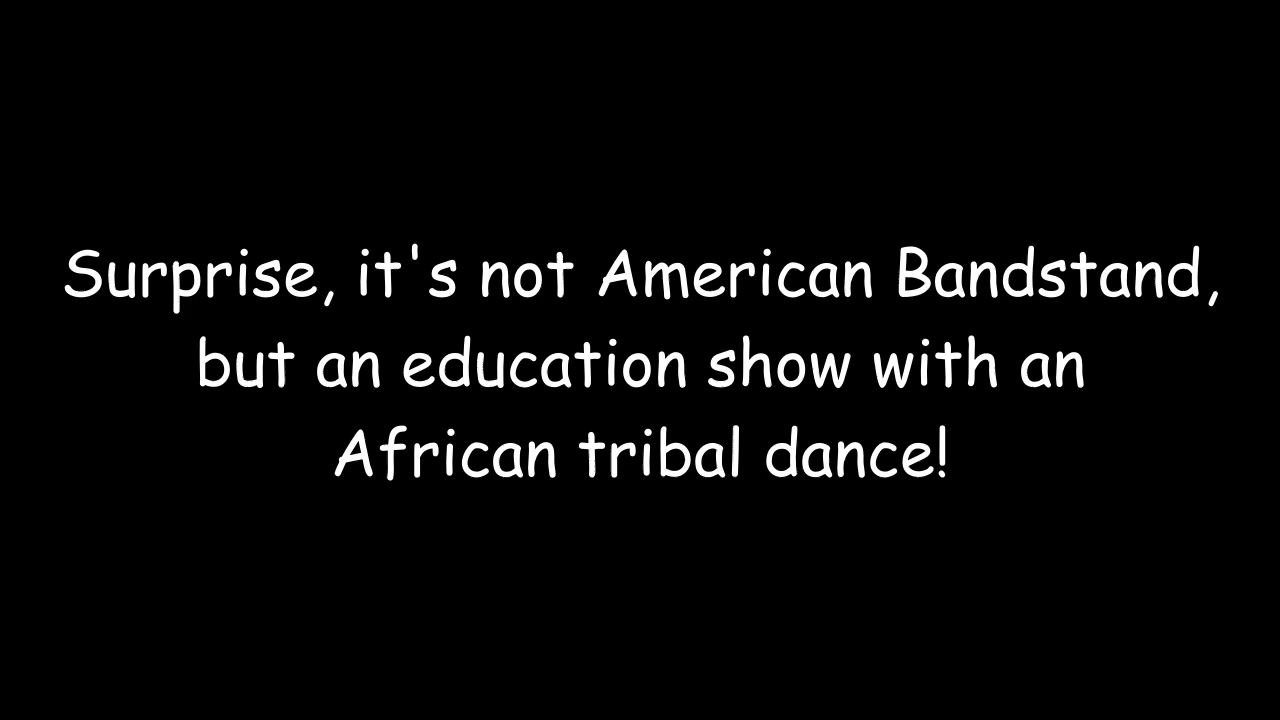 Surprise, it's not American Bandstand,
but an education show with an
African tribal dance!